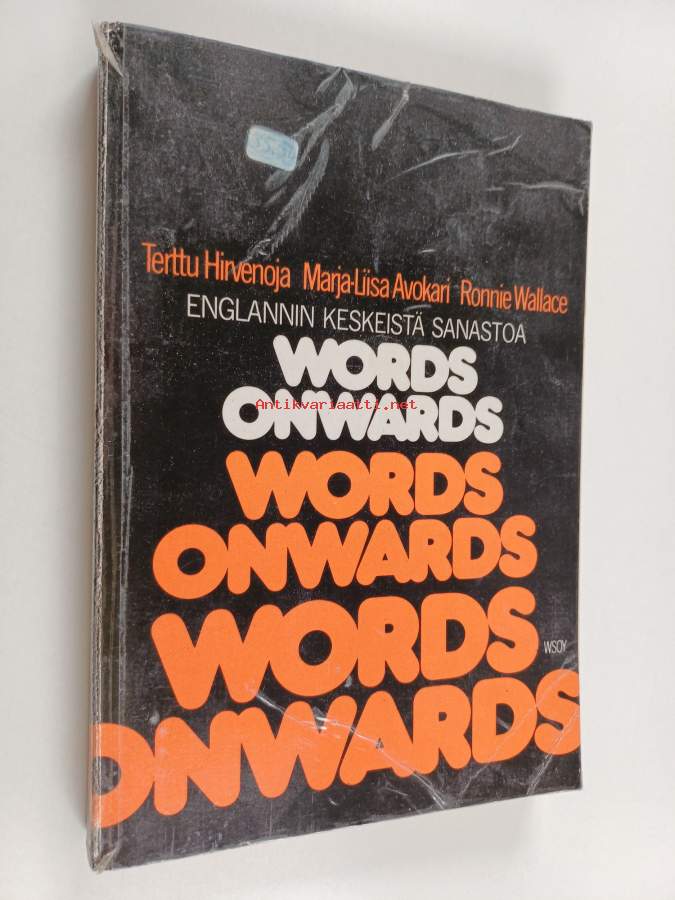 Terttu Hirvenoja Marja-Liisa Avokari Ronnie Wallace
ENGLANNIN KESKEISTÄ SANASTOA
WORDS
ONWARDS
Antikvariaatti.net
WORDS
ONWARDS
WORDS
WSOY
ONWARDS